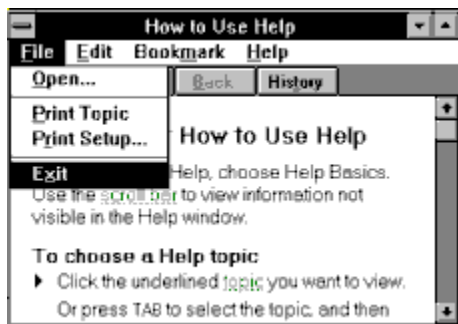 How to Use Help
File Edit Bookmark Help
Open...
Back History
Print Topic
Print Setup...
How to Use Help
Exit
Help, choose Help Basics.
Use the scroll bar to view information not
visible in the Help window.
To choose a Help topic
Click the underlined topic you want to view.
Or press TAB to select the topic, and then